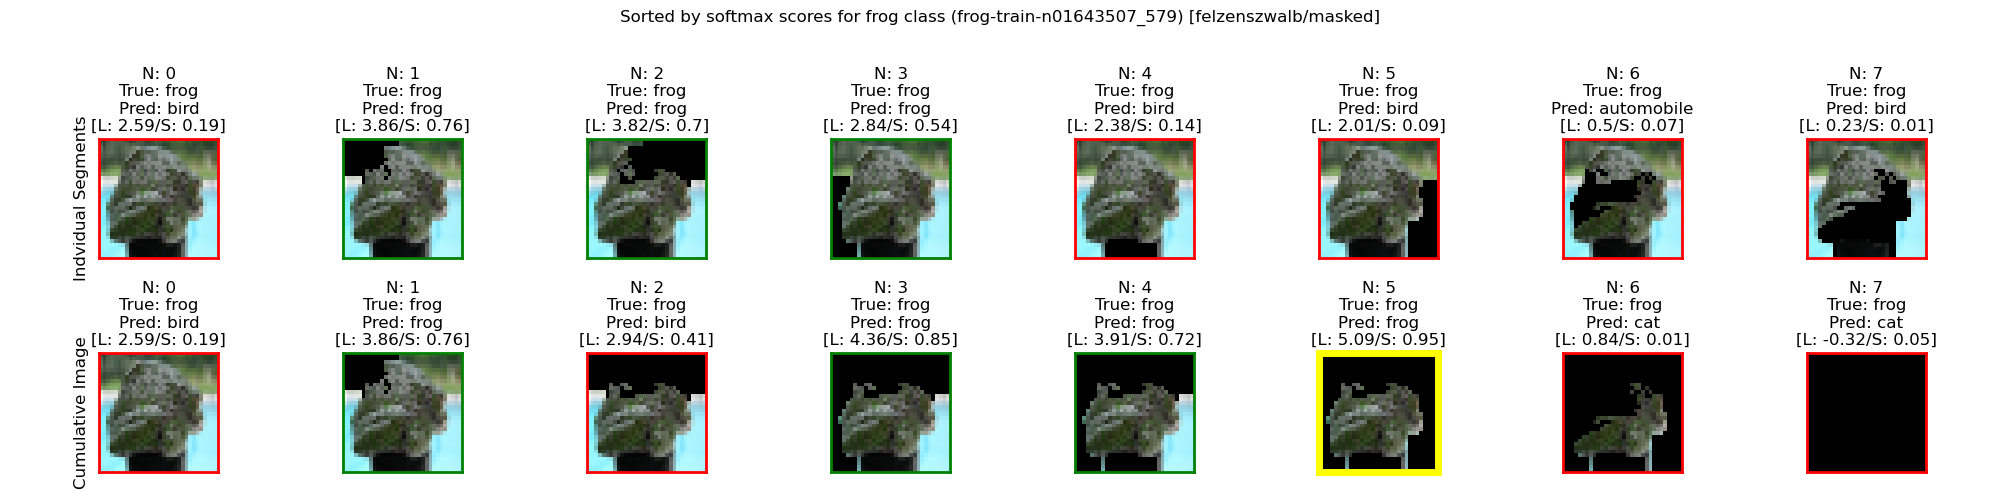 Sorted by softmax scores for frog class (frog-train-n01643507_579) [felzenszwalb/masked]
Indvidual Segments
N: 0
True: frog
Pred: bird
[L: 2.59/S: 0.19]
N: 1
True: frog
Pred: frog
[L: 3.86/S: 0.76]
N: 2
True: frog
Pred: frog
[L: 3.82/S: 0.7]
N: 3
True: frog
Pred: frog
[L: 2.84/S: 0.54]
N: 4
True: frog
Pred: bird
[L: 2.38/S: 0.14]
N: 5
True: frog
Pred: bird
[L: 2.01/S: 0.09]
N: 6
True: frog
Pred: automobile
[L: 0.5/S: 0.07]
N: 7
True: frog
Pred: bird
[L: 0.23/S: 0.01]
Cumulative Image
N: 0
True: frog
Pred: bird
[L: 2.59/S: 0.19]
N: 1
True: frog
Pred: frog
[L: 3.86/S: 0.76]
N: 2
True: frog
Pred: bird
[L: 2.94/S: 0.41]
N: 3
True: frog
Pred: frog
[L: 4.36/S: 0.85]
N: 4
True: frog
Pred: frog
[L: 3.91/S: 0.72]
N: 5
True: frog
Pred: frog
[L: 5.09/S: 0.95]
N: 6
True: frog
Pred: cat
[L: 0.84/S: 0.01]
N: 7
True: frog
Pred: cat
[L: -0.32/S: 0.05]